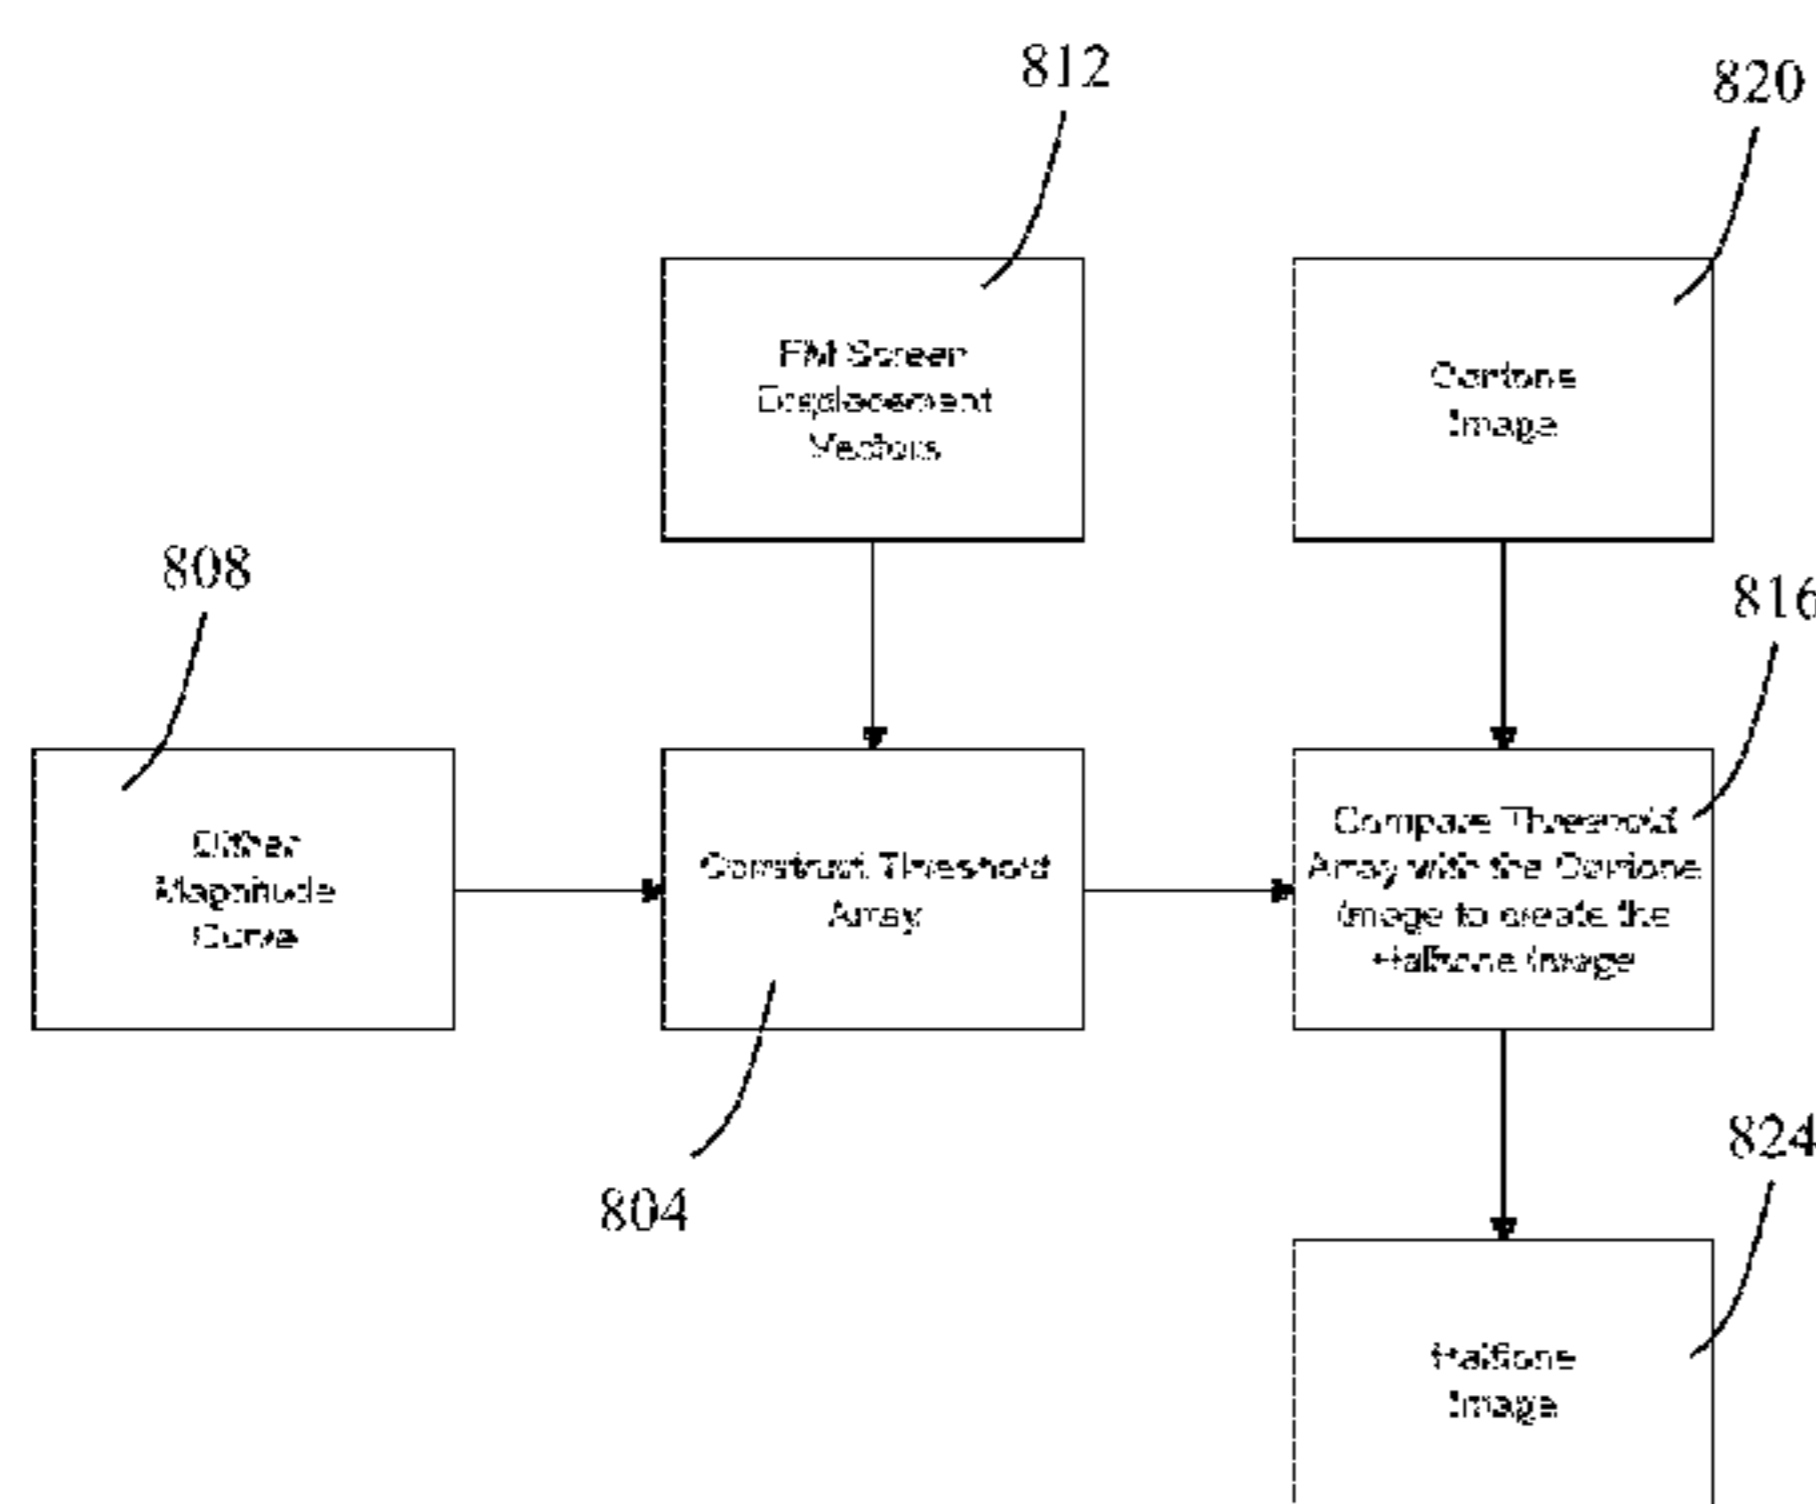 812
820
FM Screen
Displacement
Vectors
Contone
Image
808
816
Dither
Magnitude
Curve
Construct Threshold
Array
Compare Threshold
Array with the Contone
Image to create the
Halftone Image
804
824
Halftone
Image